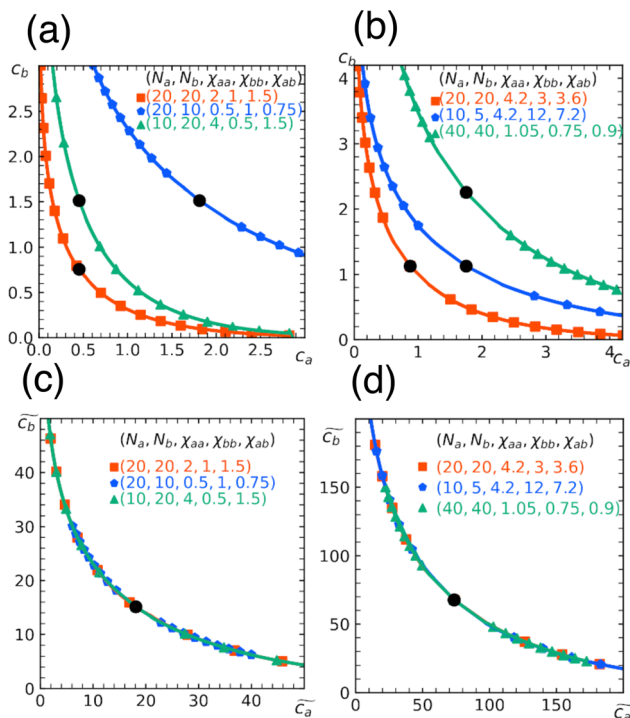 (a)
c_b
(N_a, N_b, χ_aa, χ_bb, χ_ab)
(20, 20, 2, 1, 1.5)
(20, 10, 0.5, 1, 0.75)
(10, 20, 4, 0.5, 1.5)
2.5
2.0
1.5
1.0
0.5
0.0
0.0 0.5 1.0 1.5 2.0 2.5
c_a
(b)
c_b
(N_a, N_b, χ_aa, χ_bb, χ_ab)
(20, 20, 4.2, 3, 3.6)
(10, 5, 4.2, 12, 7.2)
(40, 40, 1.05, 0.75, 0.9)
4
3
2
1
0
1 2 3 4
c_a
(c)
c_b~
(N_a, N_b, χ_aa, χ_bb, χ_ab)
(20, 20, 2, 1, 1.5)
(20, 10, 0.5, 1, 0.75)
(10, 20, 4, 0.5, 1.5)
40
30
20
10
0
0 10 20 30 40
c_a~
(d)
c_b~
(N_a, N_b, χ_aa, χ_bb, χ_ab)
(20, 20, 4.2, 3, 3.6)
(10, 5, 4.2, 12, 7.2)
(40, 40, 1.05, 0.75, 0.9)
200
150
100
50
0
0 50 100 150
c_a~